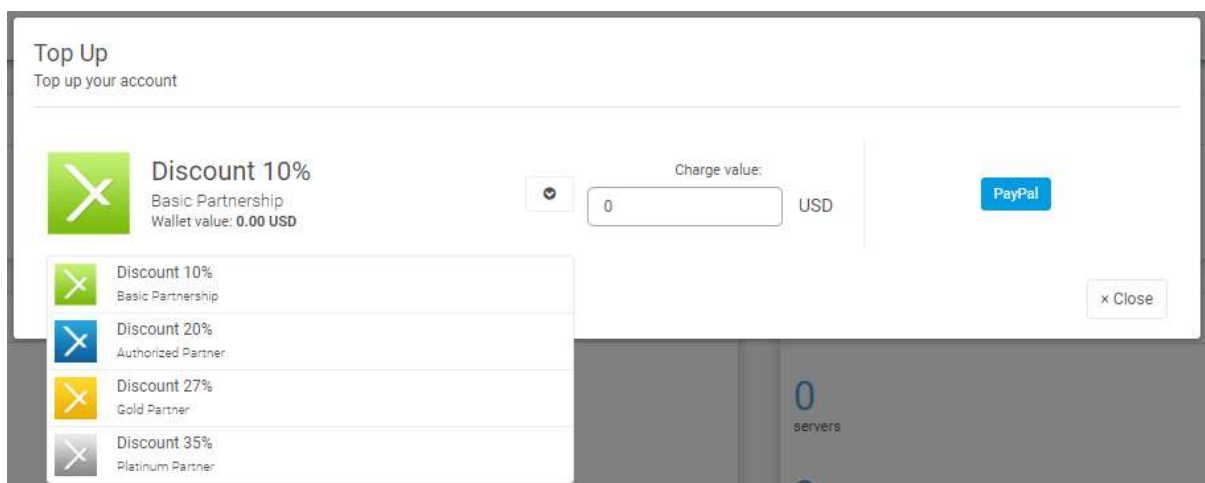 Top Up
Top up your account
Discount 10%
Basic Partnership
Wallet value: 0.00 USD
Charge value:
0
USD
PayPal
Discount 10%
Basic Partnership
Discount 20%
Authorized Partner
Discount 27%
Gold Partner
Discount 35%
Platinum Partner
× Close
0
servers